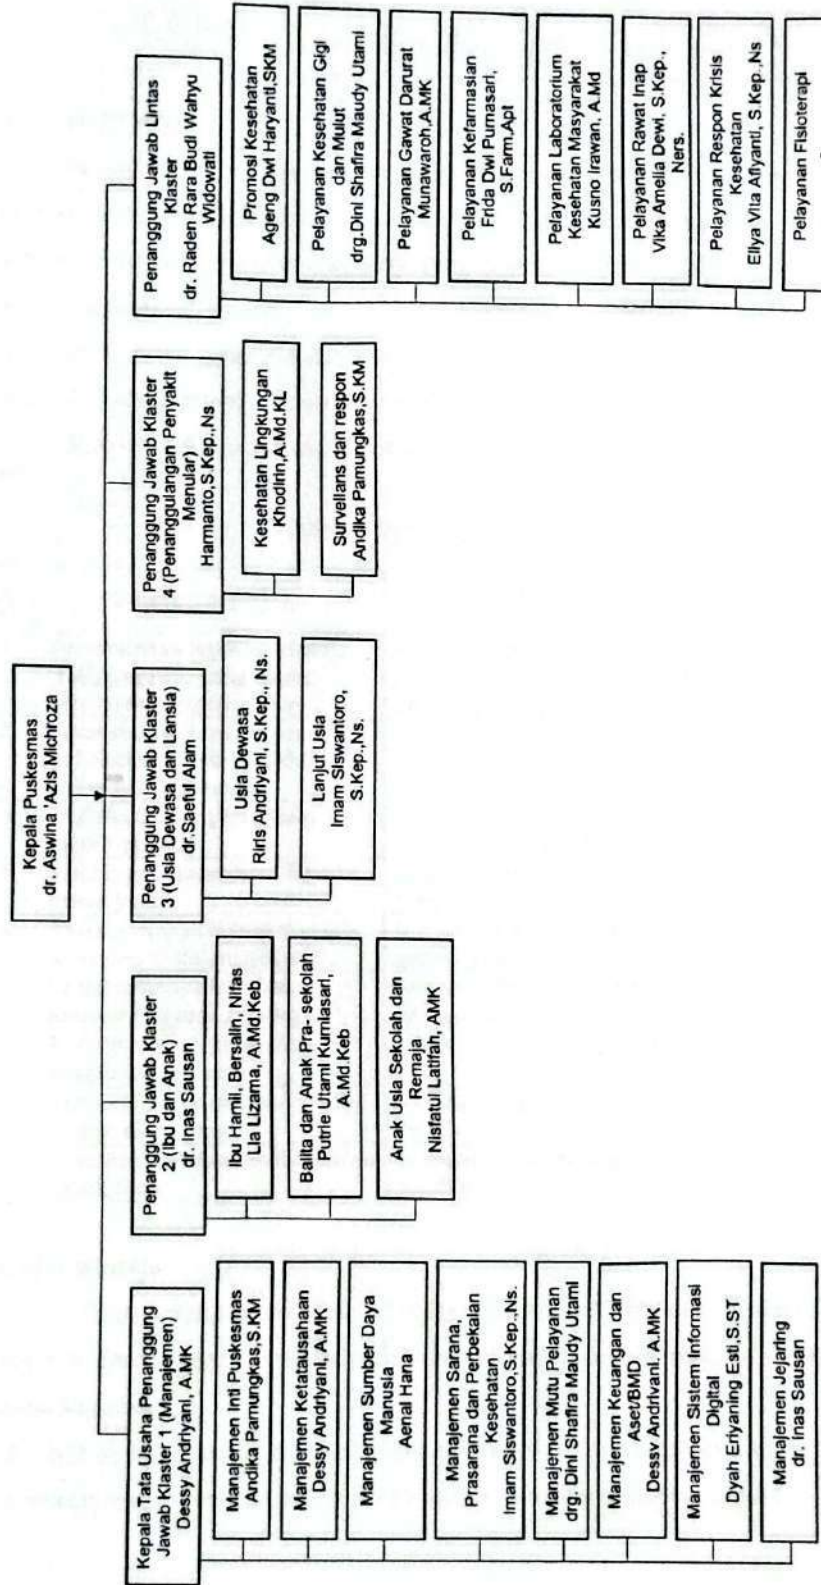 Kepala Puskesmas
dr. Aswina 'Azis Michroza
Kepala Tata Usaha Penanggung
Jawab Klaster 1 (Manajemen)
Dessy Andriyani, A.MK
Manajemen Inti Puskesmas
Andika Pamungkas,S.KM
Manajemen Ketatausahaan
Dessy Andriyani, A.MK
Manajemen Sumber Daya
Manusia
Aenal Hana
Manajemen Sarana,
Prasarana dan Perbekalan
Kesehatan
Imam Siswantoro,S.Kep.,Ns.
Manajemen Mutu Pelayanan
drg. Dini Shafira Maudy Utami
Manajemen Keuangan dan
Aset/BMD
Dessy Andriyani. A.MK
Manajemen Sistem Informasi
Digital
Dyah Eriyaning Esti,S.ST
Manajemen Jejaring
dr. Inas Sausan
Penanggung Jawab Klaster
2 (Ibu dan Anak)
dr. Inas Sausan
Ibu Hamil, Bersalin, Nifas
Lia Lizama, A.Md.Keb
Balita dan Anak Pra- sekolah
Putrie Utami Kurniasari,
A.Md.Keb
Anak Usia Sekolah dan
Remaja
Nisfatul Latifah, AMK
Penanggung Jawab Klaster
3 (Usia Dewasa dan Lansia)
dr.Saeful Alam
Usia Dewasa
Riris Andriyani, S.Kep., Ns.
Lanjut Usia
Imam Siswantoro,
S.Kep.,Ns.
Penanggung Jawab Klaster
4 (Penanggulangan Penyakit
Menular)
Harmanto,S.Kep.,Ns
Kesehatan Lingkungan
Khodirin,A.Md.KL
Surveilans dan respon
Andika Pamungkas,S.KM
Penanggung Jawab Lintas
Klaster
dr. Raden Rara Budi Wahyu
Widowati
Promosi Kesehatan
Ageng Dwi Haryanti,SKM
Pelayanan Kesehatan Gigi
dan Mulut
drg.Dini Shafira Maudy Utami
Pelayanan Gawat Darurat
Munawaroh,A.MK
Pelayanan Kefarmasian
Frida Dwi Purnasari,
S.Farm,Apt
Pelayanan Laboratorium
Kesehatan Masyarakat
Kusno Irawan, A.Md
Pelayanan Rawat Inap
Vika Amelia Dewi, S.Kep.,
Ners.
Pelayanan Respon Krisis
Kesehatan
Ellya Vita Afiyanti, S.Kep.,Ns
Pelayanan Fisioterapi